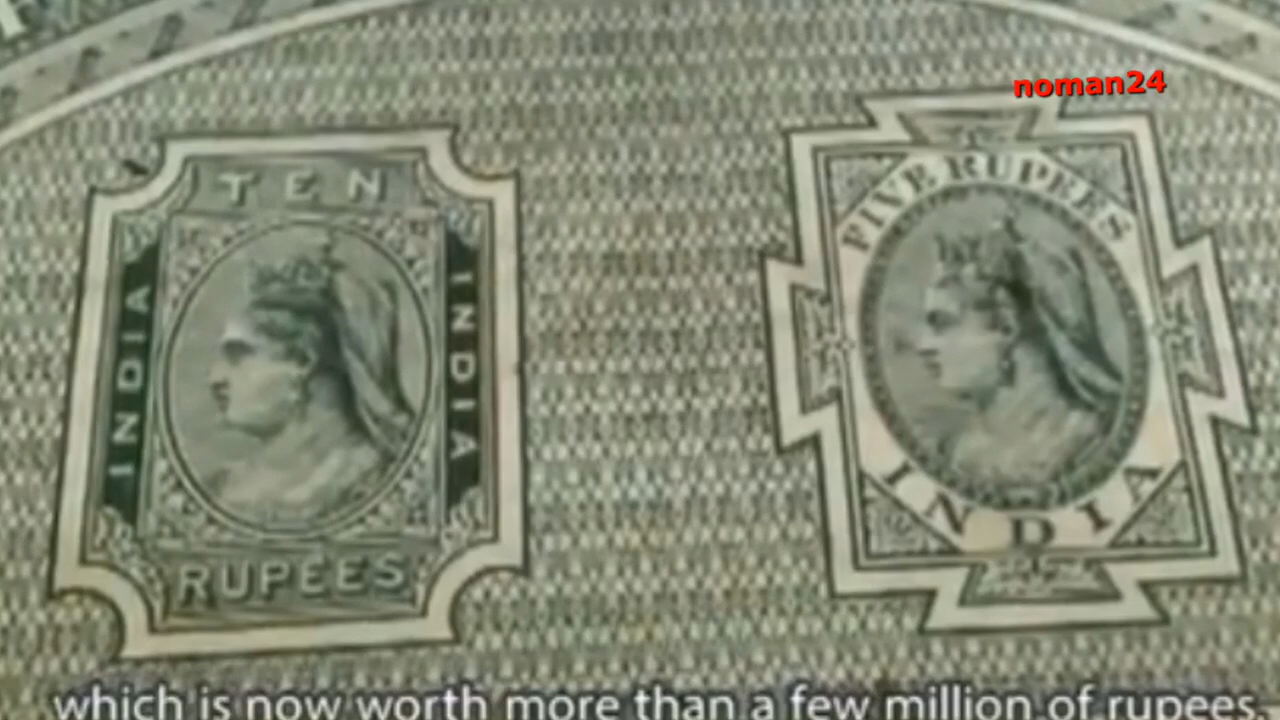 noman24
TEN
INDIA
INDIA
RUPEES
FIVE RUPEES
INDIA
which is now worth more than a few million of rupees.